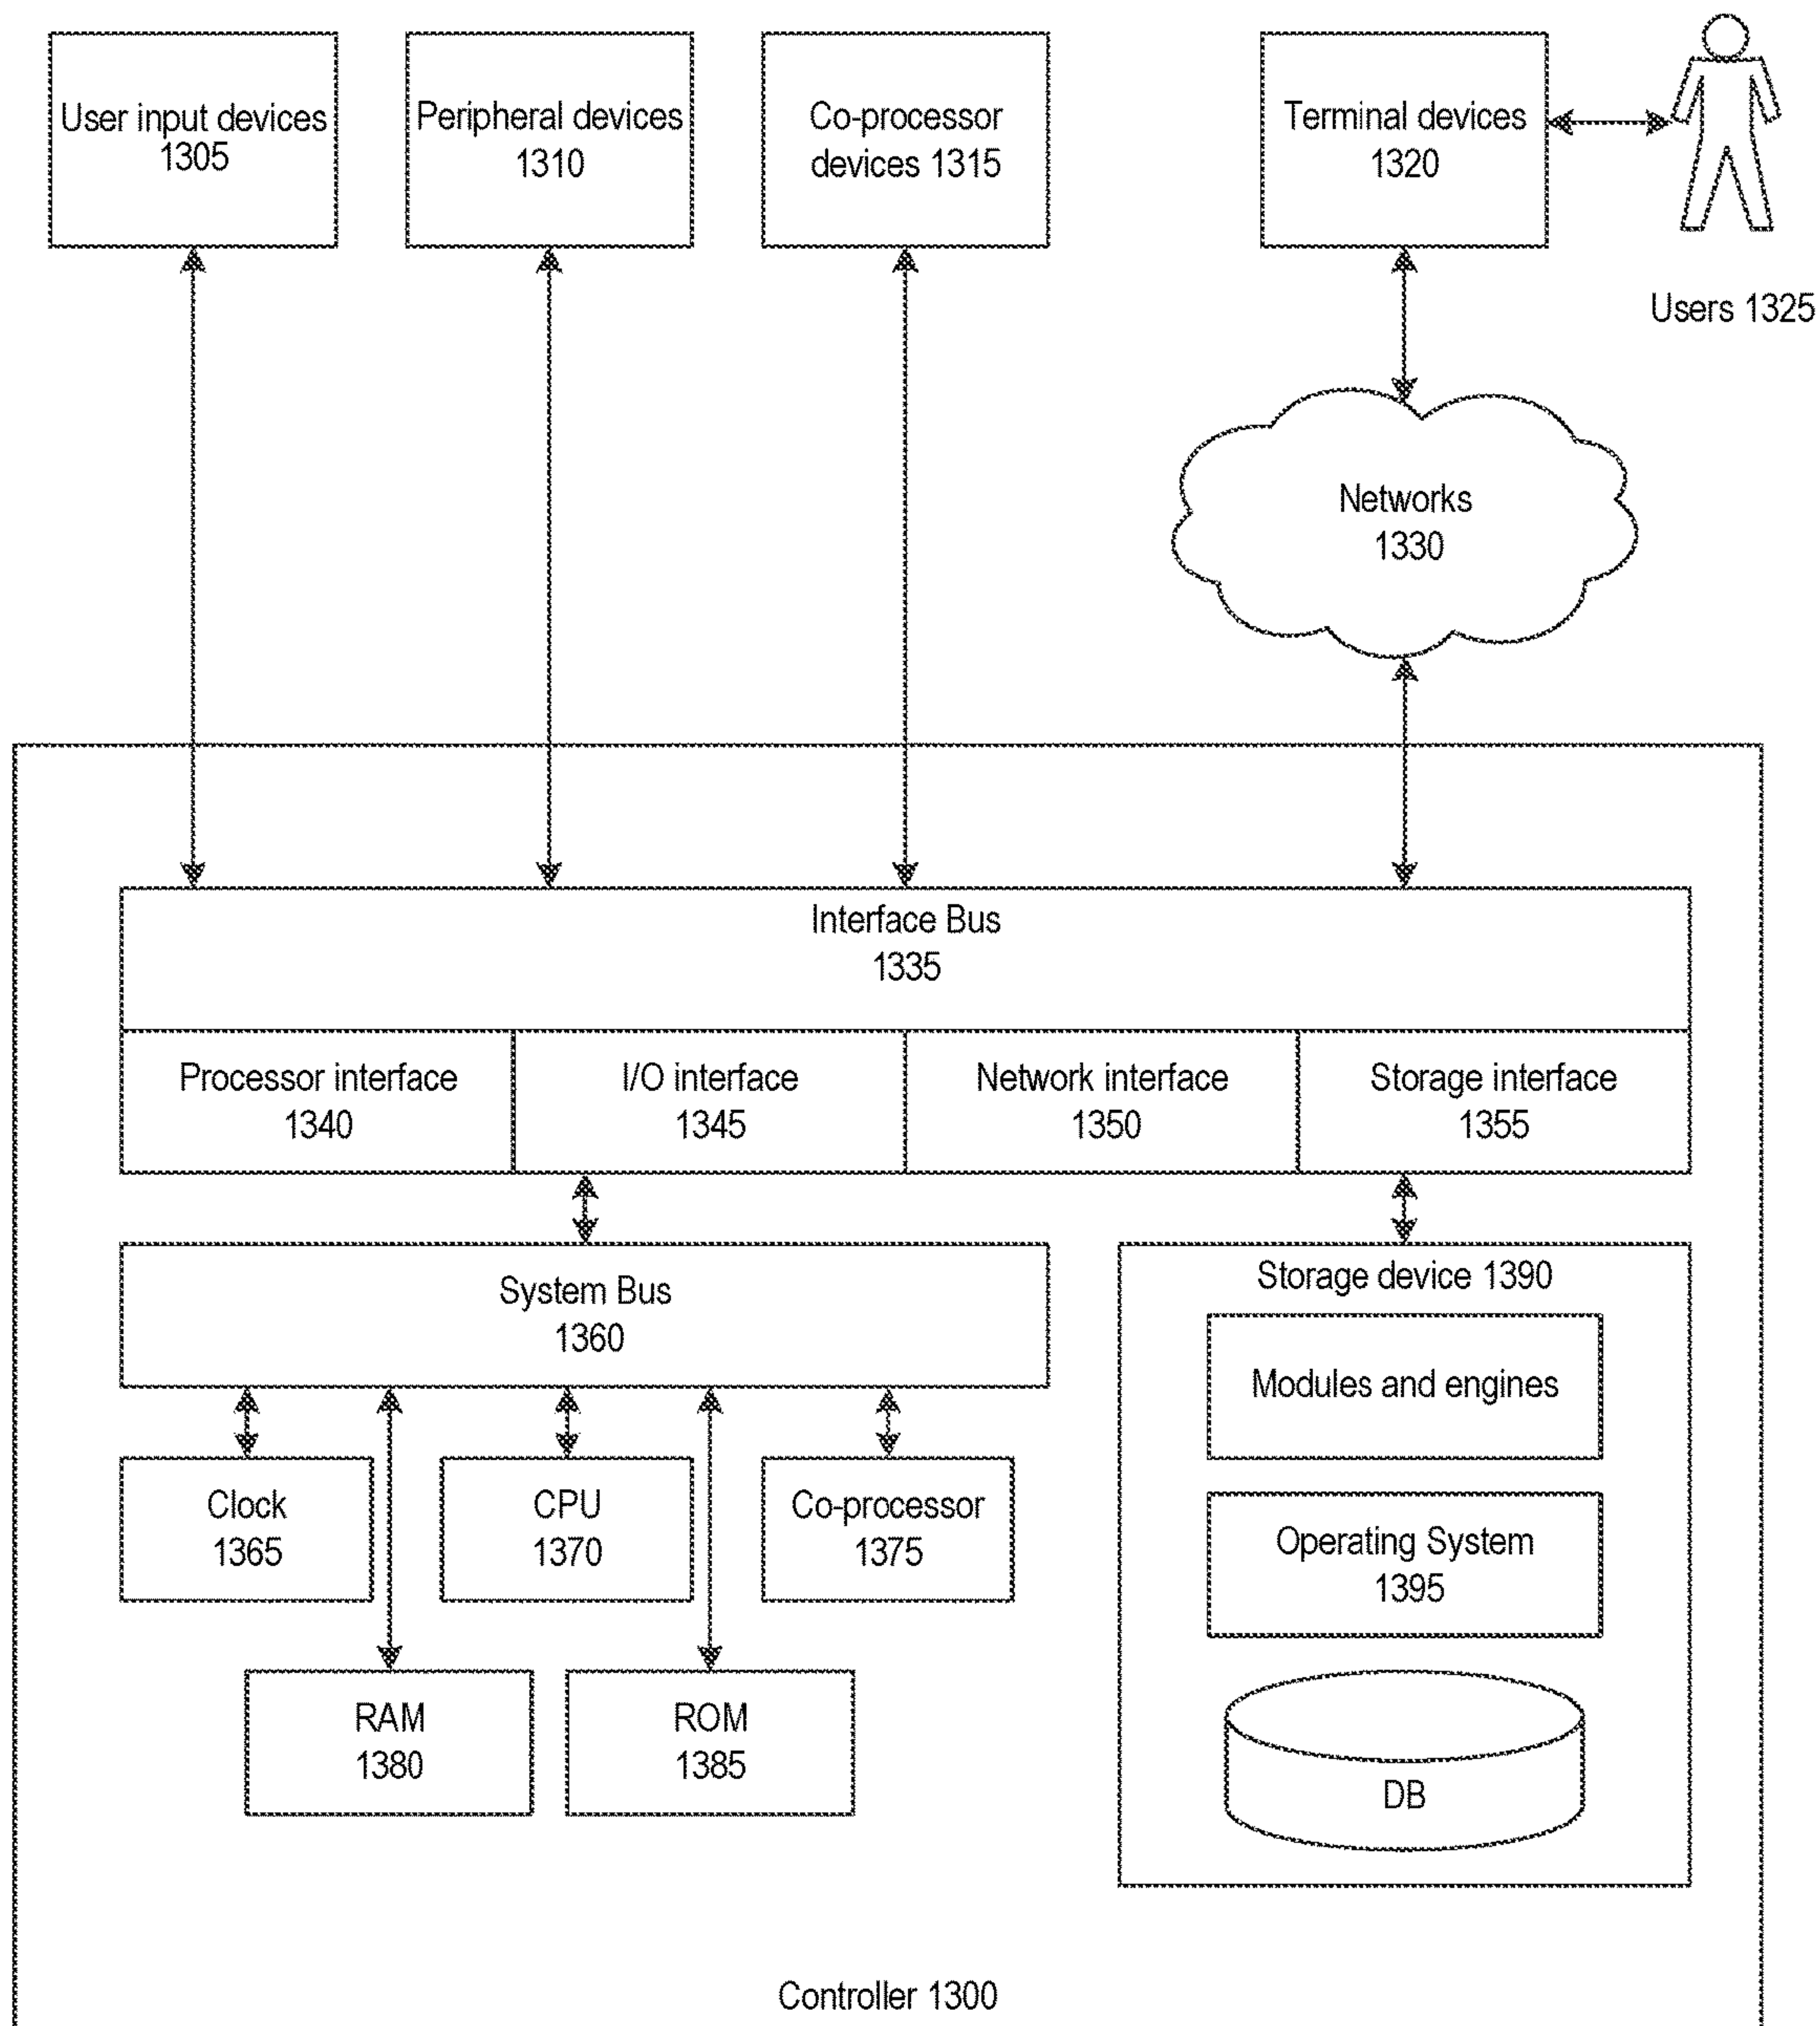 User input devices
1305
Peripheral devices
1310
Co-processor
devices 1315
Terminal devices
1320
Users 1325
Networks
1330
Interface Bus
1335
Processor interface
1340
I/O interface
1345
Network interface
1350
Storage interface
1355
System Bus
1360
Storage device 1390
Modules and engines
Clock
1365
CPU
1370
Co-processor
1375
Operating System
1395
RAM
1380
ROM
1385
DB
Controller 1300